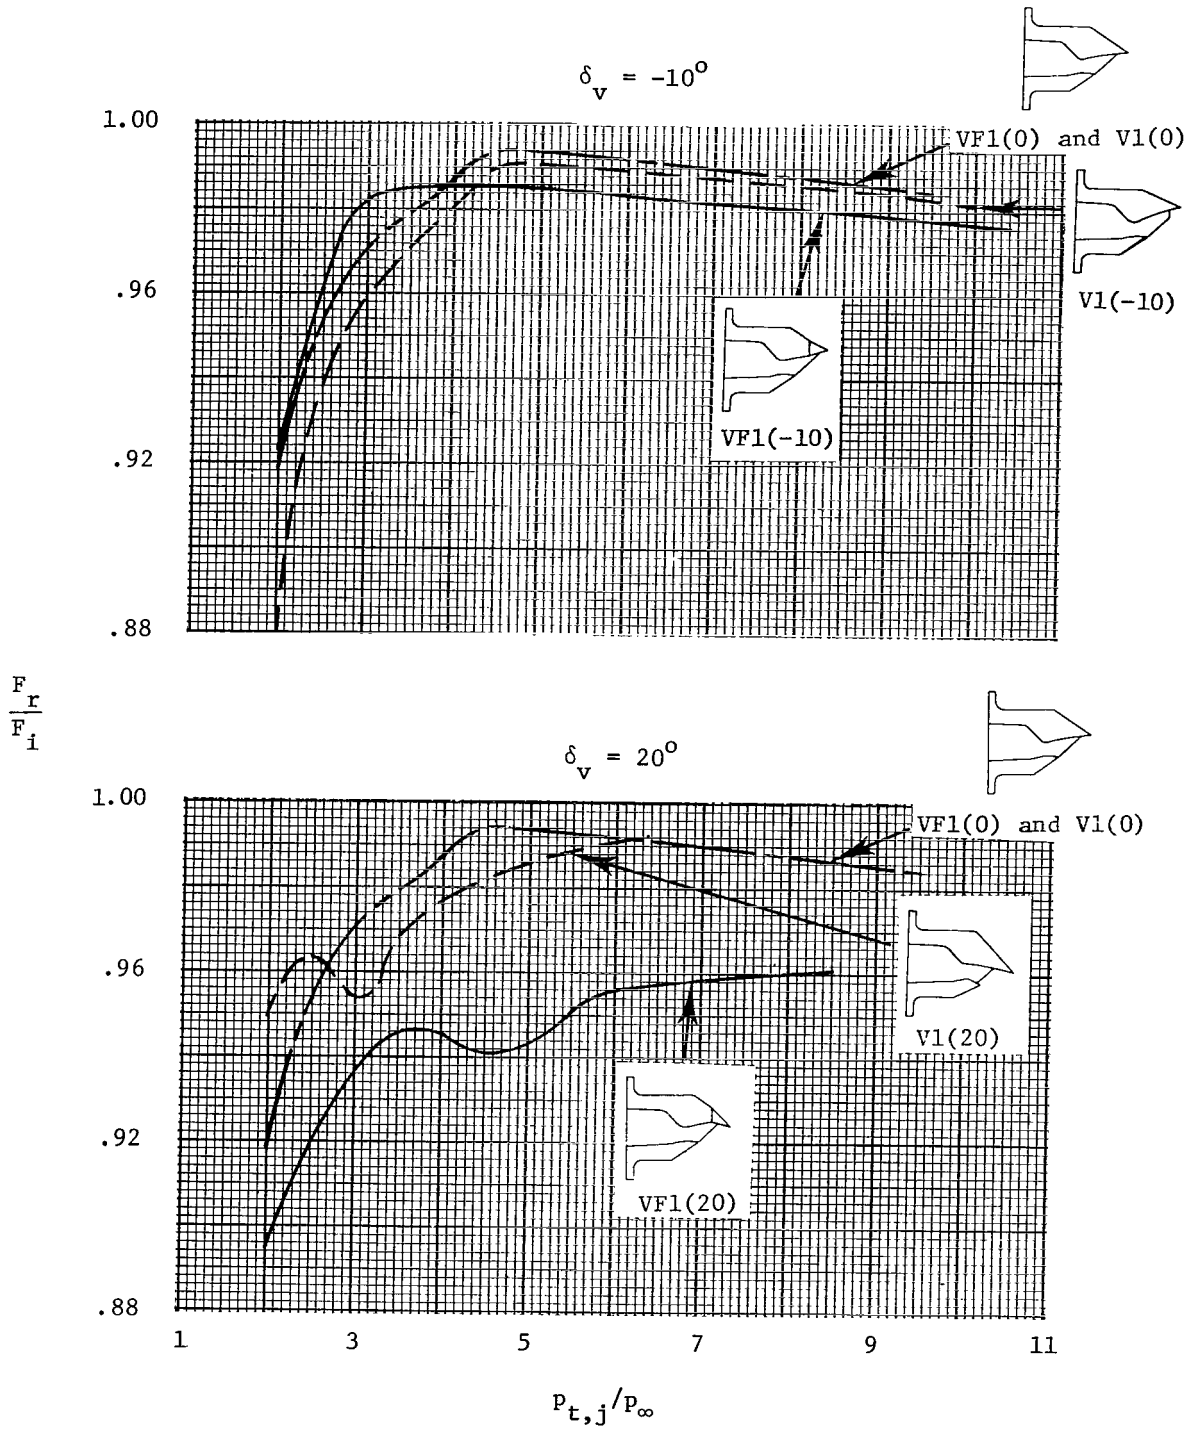 δv = -10o
1.00
VF1(0) and V1(0)
.96
V1(-10)
VF1(-10)
.92
.88
Fr
Fi
δv = 20o
1.00
VF1(0) and V1(0)
.96
V1(20)
.92
VF1(20)
.88
1 3 5 7 9 11
pt,j/p∞